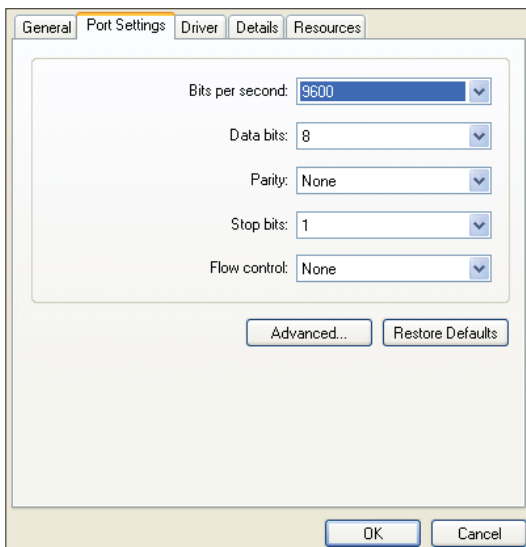 General Port Settings Driver Details Resources
Bits per second: 9600
Data bits: 8
Parity: None
Stop bits: 1
Flow control: None
Advanced... Restore Defaults
OK Cancel